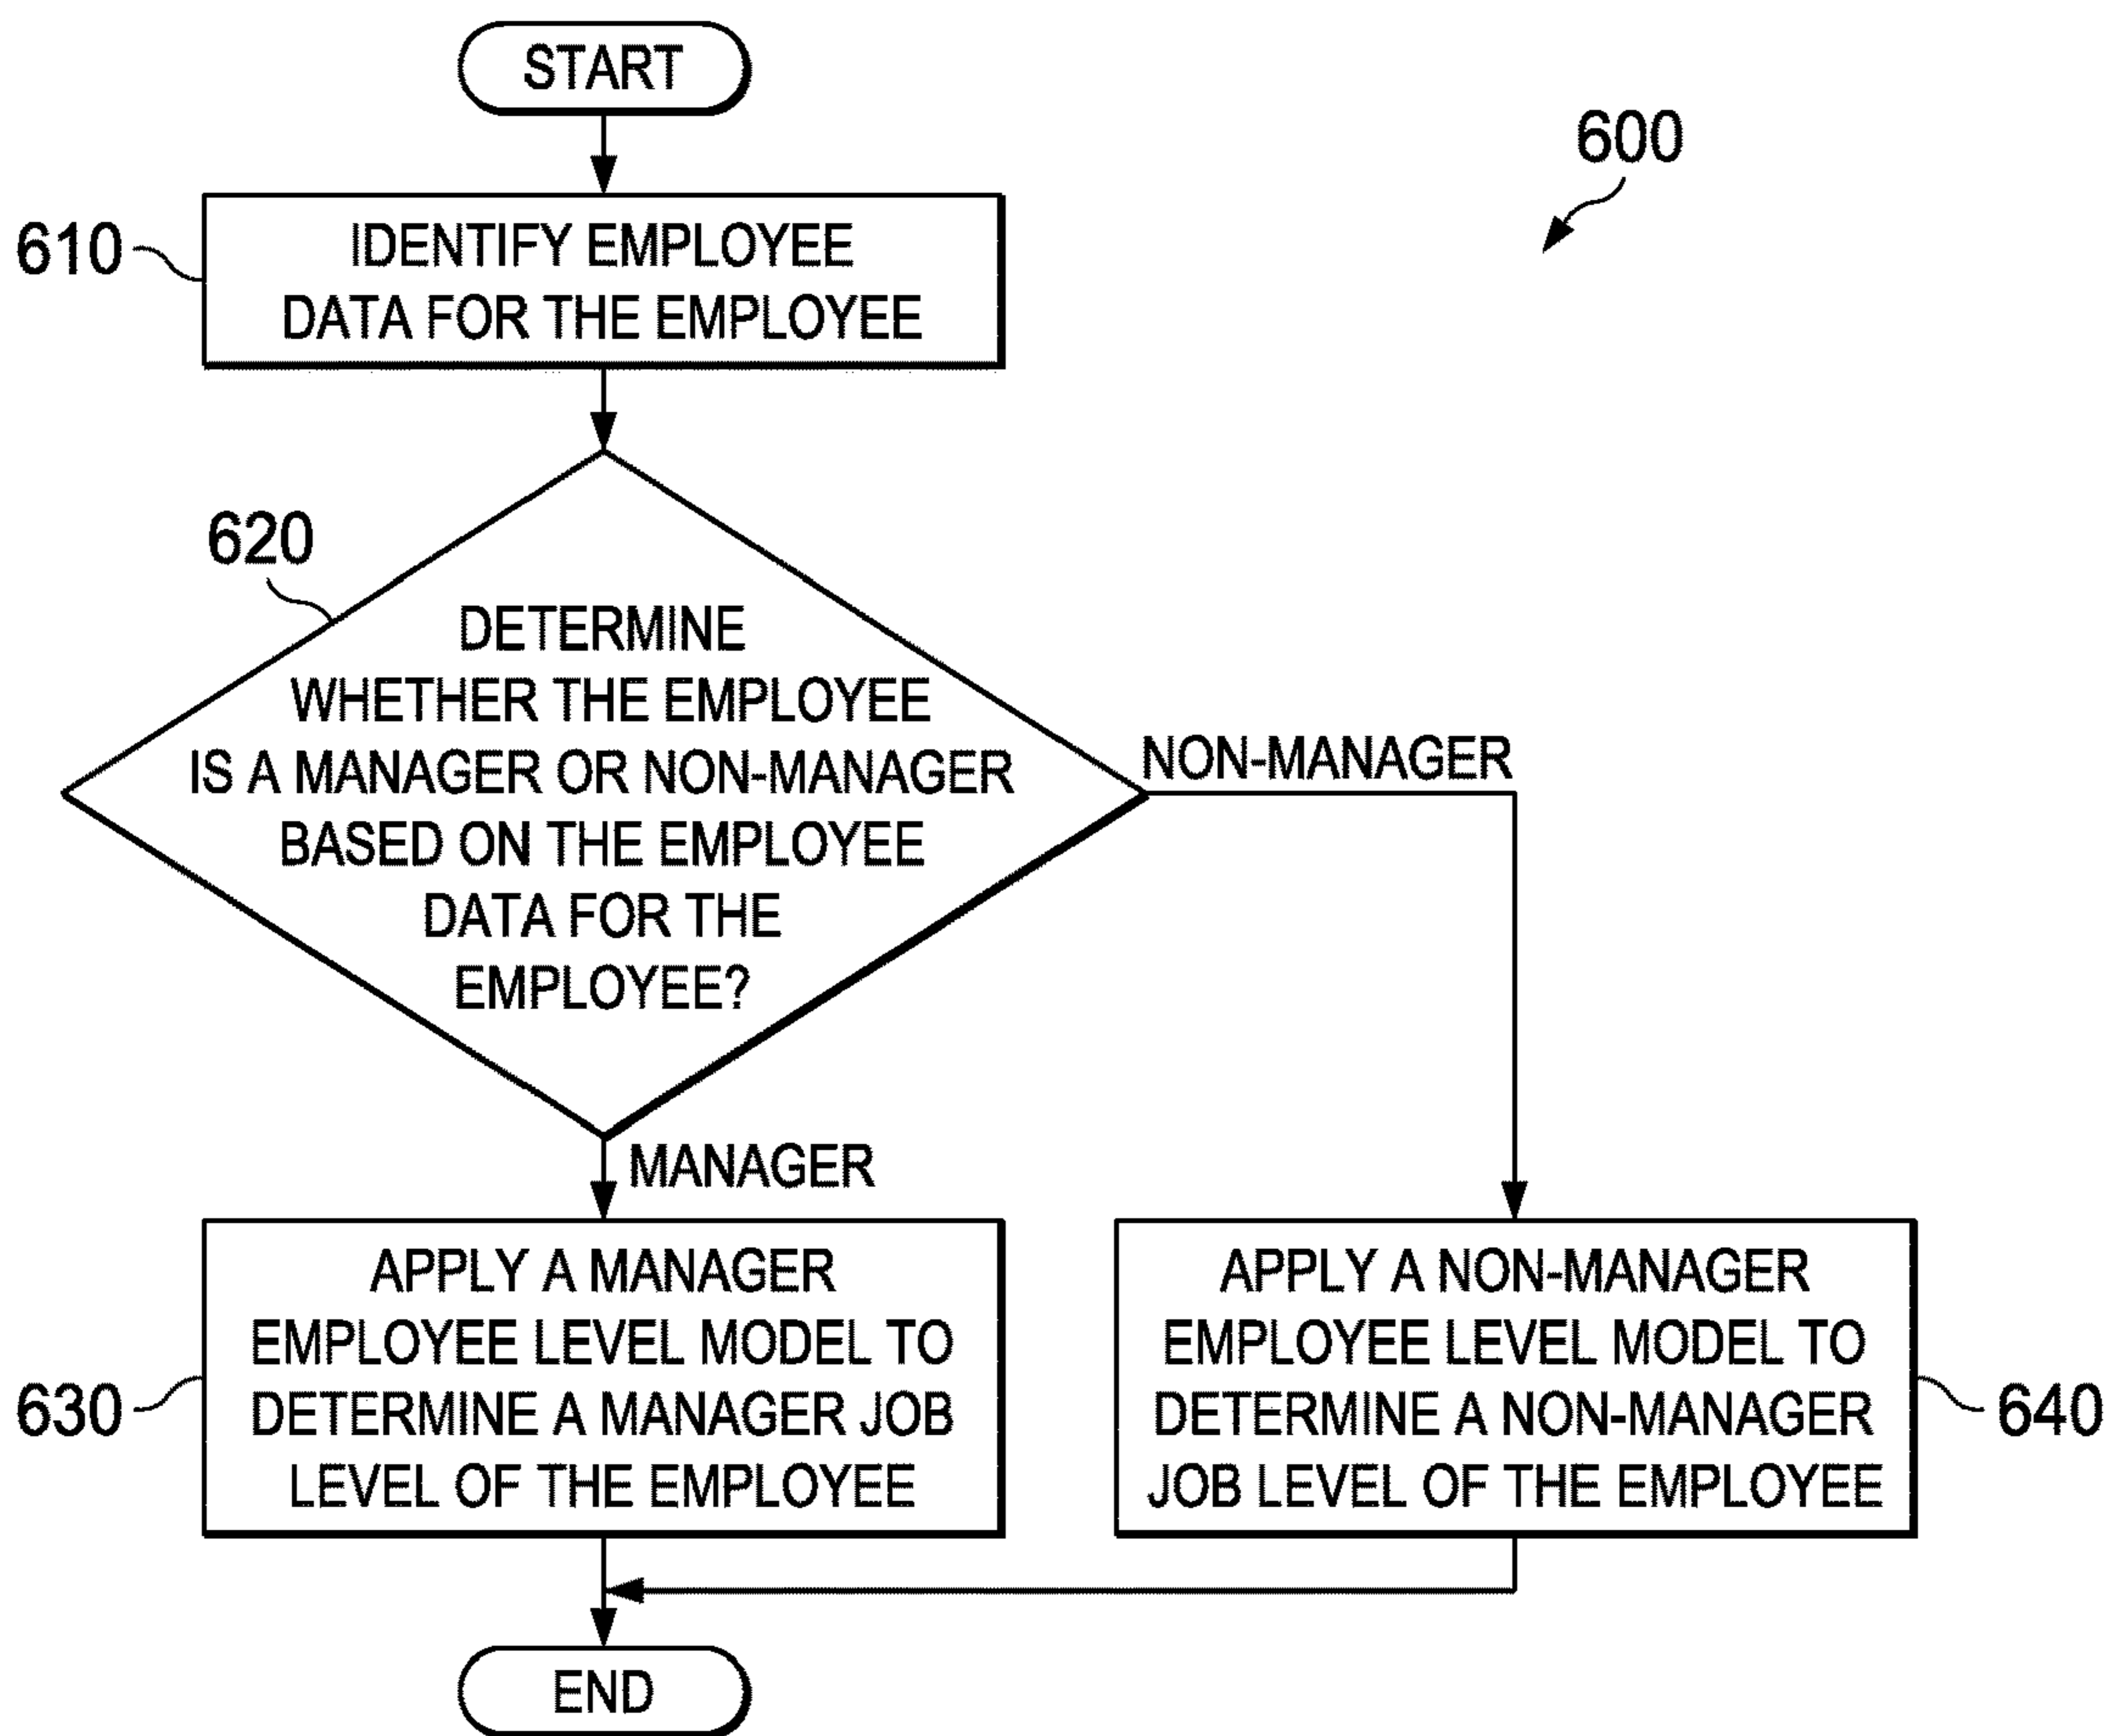 START
600
610
IDENTIFY EMPLOYEE
DATA FOR THE EMPLOYEE
620
DETERMINE
WHETHER THE EMPLOYEE
IS A MANAGER OR NON-MANAGER
BASED ON THE EMPLOYEE
DATA FOR THE
EMPLOYEE?
NON-MANAGER
MANAGER
630
APPLY A MANAGER
EMPLOYEE LEVEL MODEL TO
DETERMINE A MANAGER JOB
LEVEL OF THE EMPLOYEE
APPLY A NON-MANAGER
EMPLOYEE LEVEL MODEL TO
DETERMINE A NON-MANAGER
JOB LEVEL OF THE EMPLOYEE
640
END